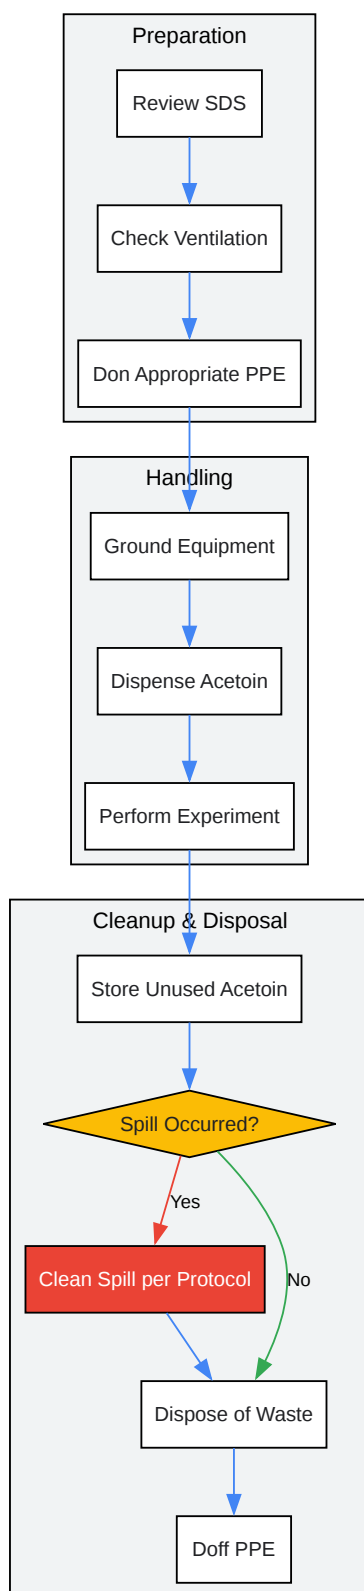 Preparation
Review SDS
Check Ventilation
Don Appropriate PPE
Handling
Ground Equipment
Dispense Acetoin
Perform Experiment
Cleanup & Disposal
Store Unused Acetoin
Spill Occurred?
Yes
Clean Spill per Protocol
No
Dispose of Waste
Doff PPE